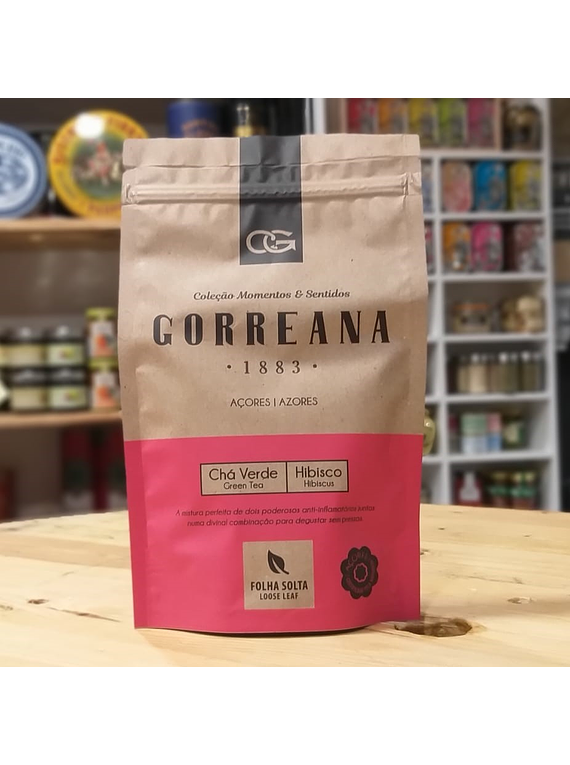 CG
Coleção Momentos & Sentidos
GORREANA
• 1883 •
AÇORES | AZORES
Chá Verde
Green Tea
Hibisco
Hibiscus
A mistura perfeita de dois poderosos anti-inflamatórios juntos
numa divinal combinação para degustar sem pressas.
FOLHA SOLTA
LOOSE LEAF